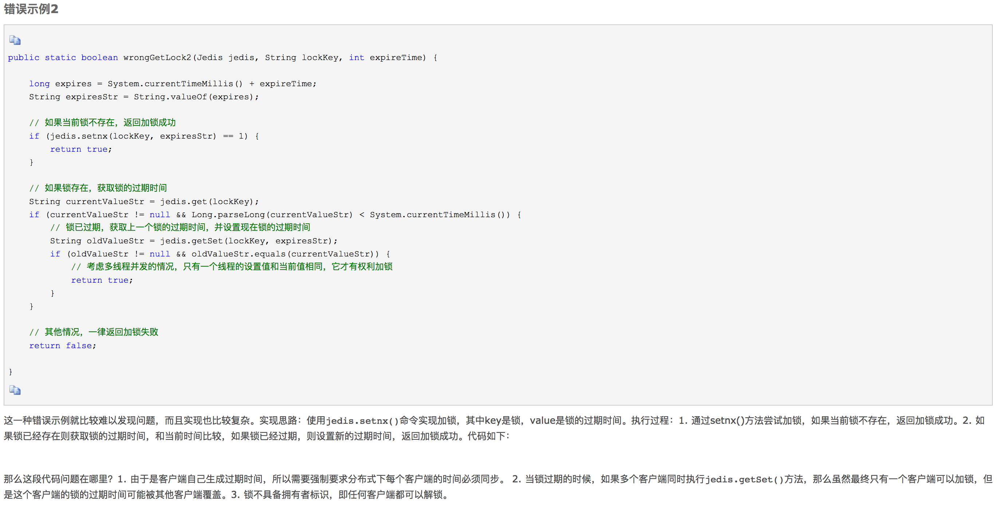 错误示例2
public static boolean wrongGetLock2(Jedis jedis, String lockKey, int expireTime) {
long expires = System.currentTimeMillis() + expireTime;
String expiresStr = String.valueOf(expires);
// 如果当前锁不存在，返回加锁成功
if (jedis.setnx(lockKey, expiresStr) == 1) {
return true;
}
// 如果锁存在，获取锁的过期时间
String currentValueStr = jedis.get(lockKey);
if (currentValueStr != null && Long.parseLong(currentValueStr) < System.currentTimeMillis()) {
// 锁已过期，获取上一个锁的过期时间，并设置现在锁的过期时间
String oldValueStr = jedis.getSet(lockKey, expiresStr);
if (oldValueStr != null && oldValueStr.equals(currentValueStr)) {
// 考虑多线程并发的情况，只有一个线程的设置值和当前值相同，它才有权利加锁
return true;
}
}
// 其他情况，一律返回加锁失败
return false;
}
这一种错误示例就比较难以发现问题，而且实现也比较复杂。实现思路：使用jedis.setnx()命令实现加锁，其中key是锁，value是锁的过期时间。执行过程：1. 通过setnx()方法尝试加锁，如果当前锁不存在，返回加锁成功。2. 如
果锁已经存在则获取锁的过期时间，和当前时间比较，如果锁已经过期，则设置新的过期时间，返回加锁成功。代码如下：
那么这段代码问题在哪里？1. 由于是客户端自己生成过期时间，所以需要强制要求分布式下每个客户端的时间必须同步。 2. 当锁过期的时候，如果多个客户端同时执行jedis.getSet()方法，那么虽然最终只有一个客户端可以加锁，但
是这个客户端的锁的过期时间可能被其他客户端覆盖。3. 锁不具备拥有者标识，即任何客户端都可以解锁。